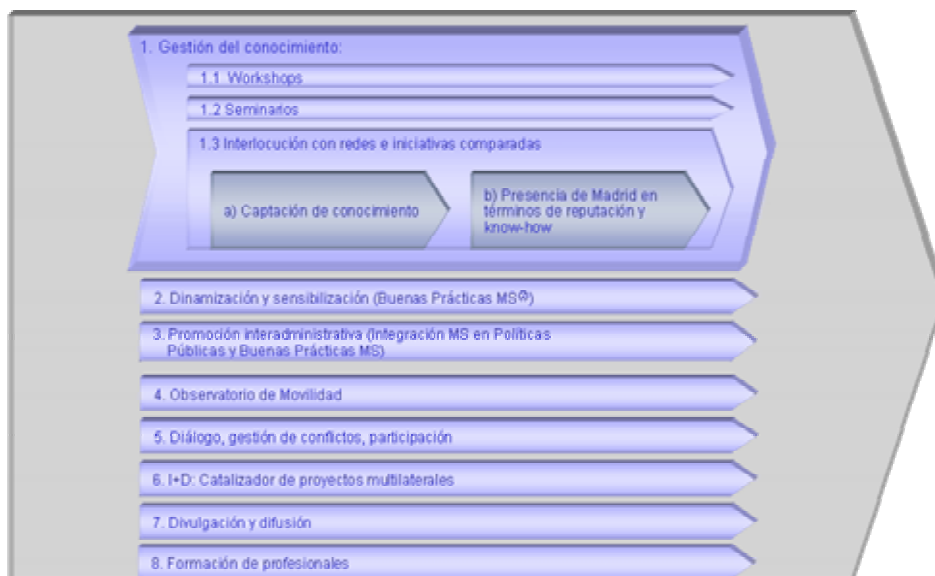 1. Gestión del conocimiento:
1.1 Workshops
1.2 Seminarios
1.3 Interlocución con redes e iniciativas comparadas
a) Captación de conocimiento
b) Presencia de Madrid en
términos de reputación y
know-how
2. Dinamización y sensibilización (Buenas Prácticas MS)
3. Promoción interadministrativa (Integración MS en Políticas
Públicas y Buenas Prácticas MS)
4. Observatorio de Movilidad
5. Diálogo, gestión de conflictos, participación
6. I+D: Catalizador de proyectos multilaterales
7. Divulgación y difusión
8. Formación de profesionales